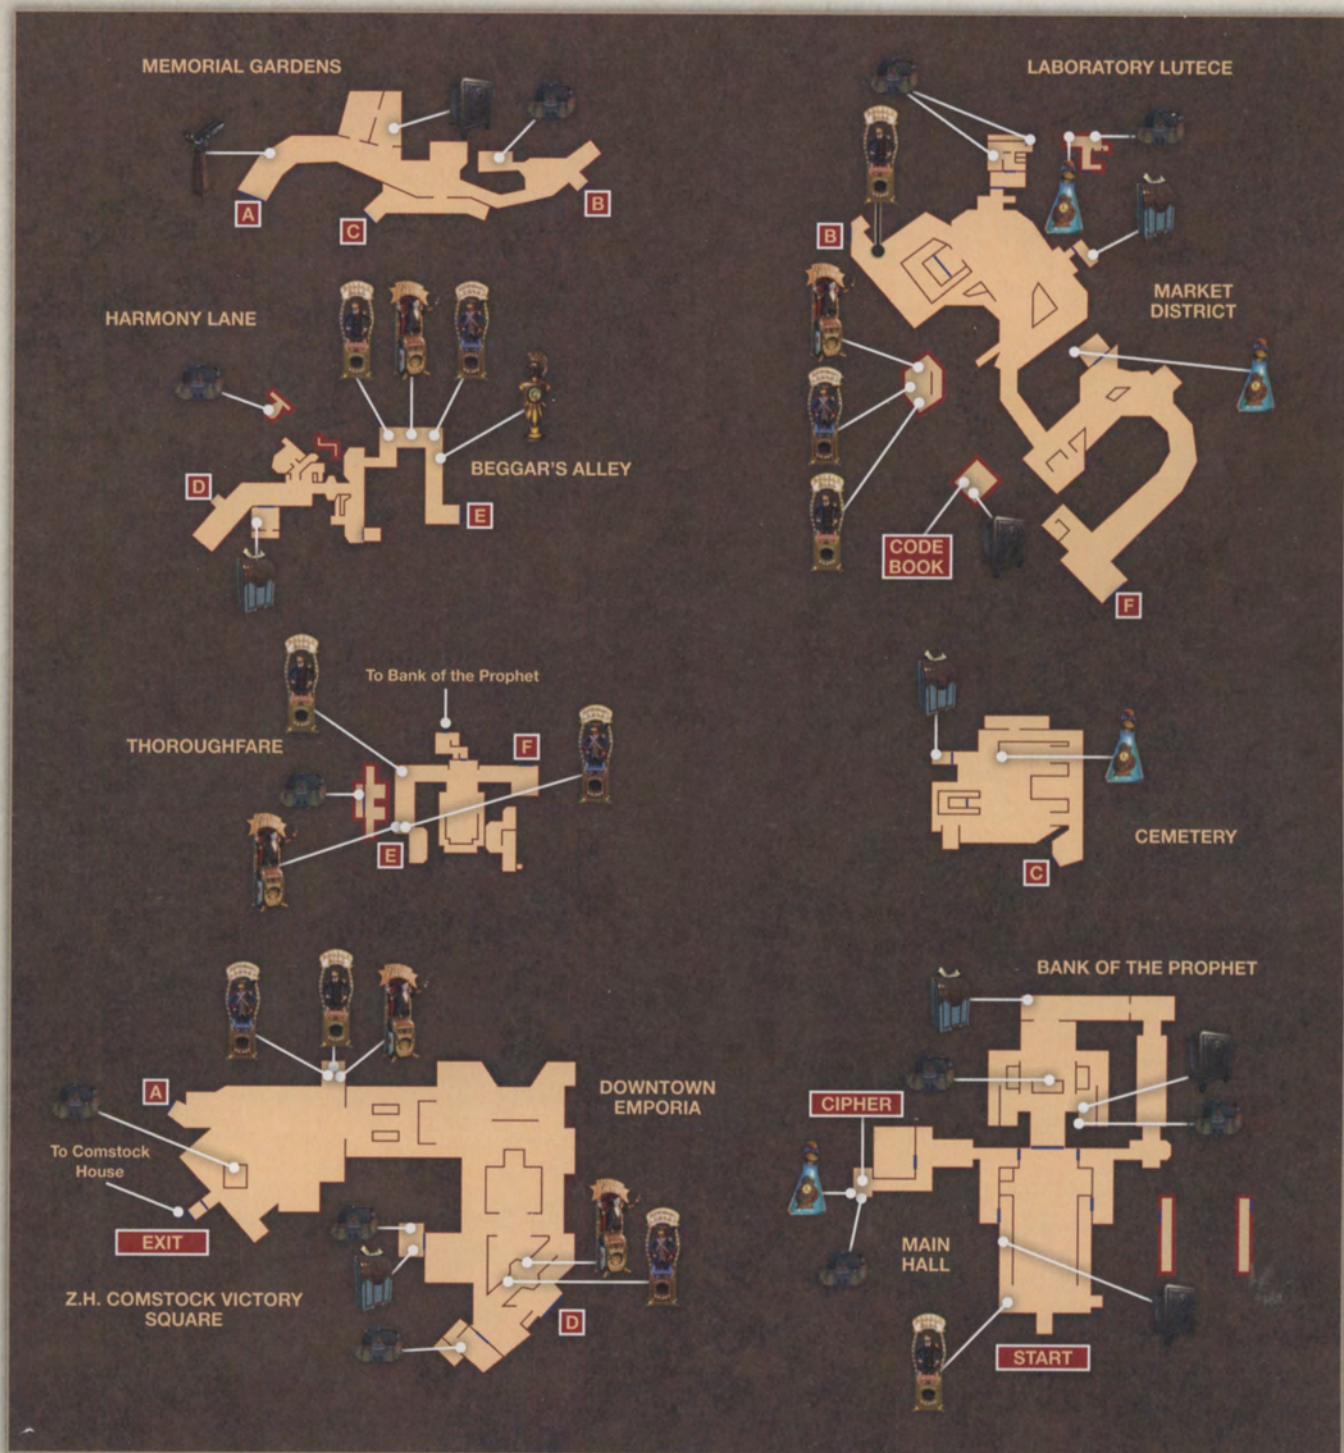 MEMORIAL GARDENS
A
C
B
HARMONY LANE
D
BEGGAR'S ALLEY
E
LABORATORY LUTECE
B
MARKET
DISTRICT
CODE
BOOK
F
To Bank of the Prophet
THOROUGHFARE
F
E
CEMETERY
C
A
To Comstock
House
EXIT
Z.H. COMSTOCK VICTORY
SQUARE
DOWNTOWN
EMPORIA
D
BANK OF THE PROPHET
CIPHER
MAIN
HALL
START